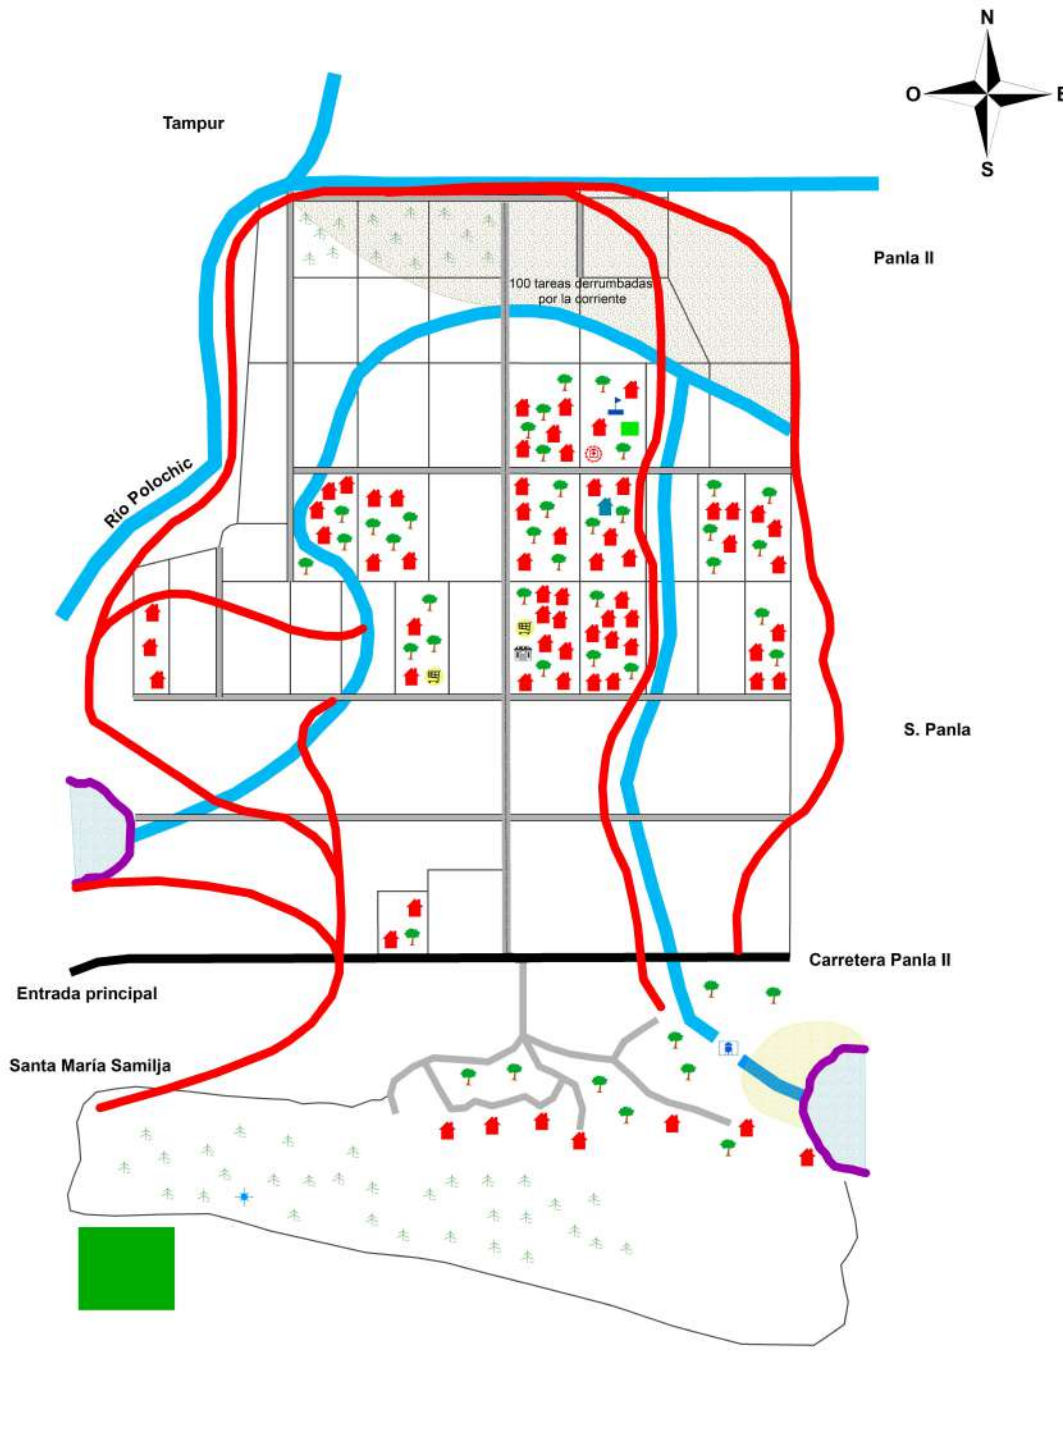 N
O
E
S
Tampur
Panla II
100 tareas derrumbadas
por la corriente
Rio Polochic
S. Panla
Carretera Panla II
Entrada principal
Santa María Samilja